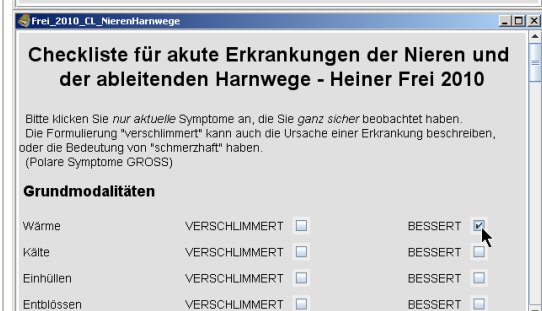 Frei_2010_CL_NierenHarnwege
Checkliste für akute Erkrankungen der Nieren und
der ableitenden Harnwege - Heiner Frei 2010
Bitte klicken Sie nur aktuelle Symptome an, die Sie ganz sicher beobachtet haben.
Die Formulierung "verschlimmert" kann auch die Ursache einer Erkrankung beschreiben,
oder die Bedeutung von "schmerzhaft" haben.
(Polare Symptome GROSS)
Grundmodalitäten
Wärme VERSCHLIMMERT BESSERT
Kälte VERSCHLIMMERT BESSERT
Einhüllen VERSCHLIMMERT BESSERT
Entblössen VERSCHLIMMERT BESSERT